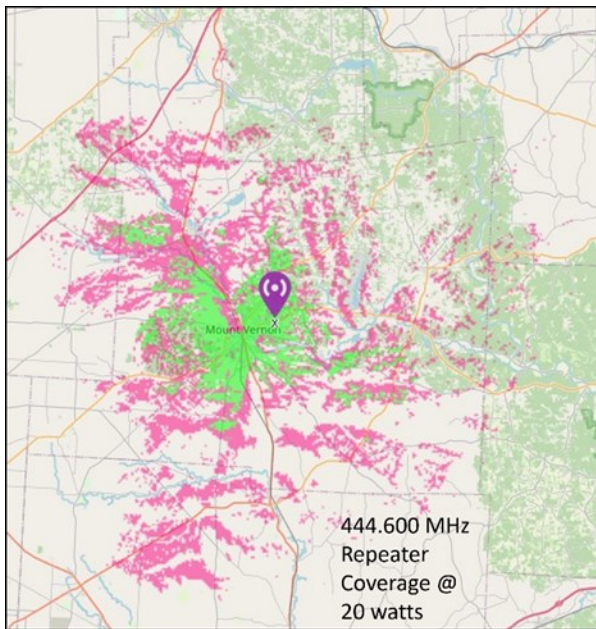 X
Mount Vernon
444.600 MHz
Repeater
Coverage @
20 watts